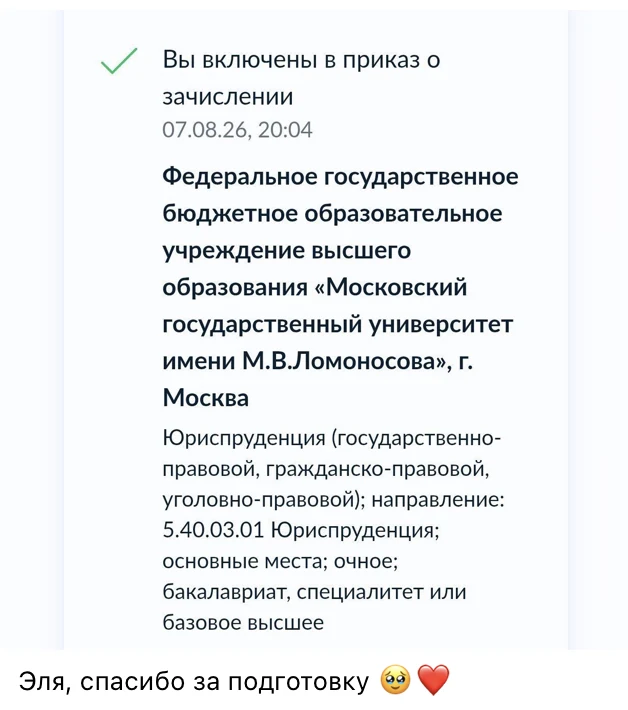 Вы включены в приказ о
зачислении
07.08.26, 20:04
Федеральное государственное
бюджетное образовательное
учреждение высшего
образования «Московский
государственный университет
имени М.В.Ломоносова», г.
Москва
Юриспруденция (государственно-
правовой, гражданско-правовой,
уголовно-правовой); направление:
5.40.03.01 Юриспруденция;
основные места; очное;
бакалавриат, специалитет или
базовое высшее
Эля, спасибо за подготовку 🥹❤️